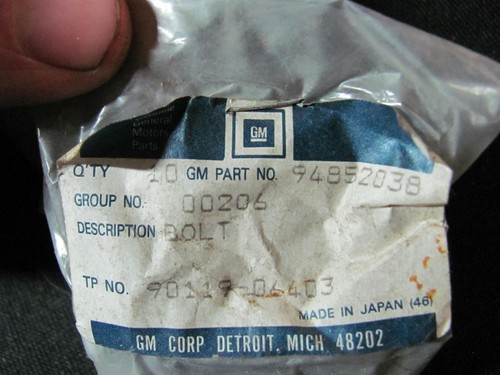 General
Motors
Parts
GM
Q'TY 10 GM PART NO. 94852038
GROUP NO. 00206
DESCRIPTION BOLT
TP NO. 90119-06403
MADE IN JAPAN (46)
GM CORP DETROIT, MICH 48202